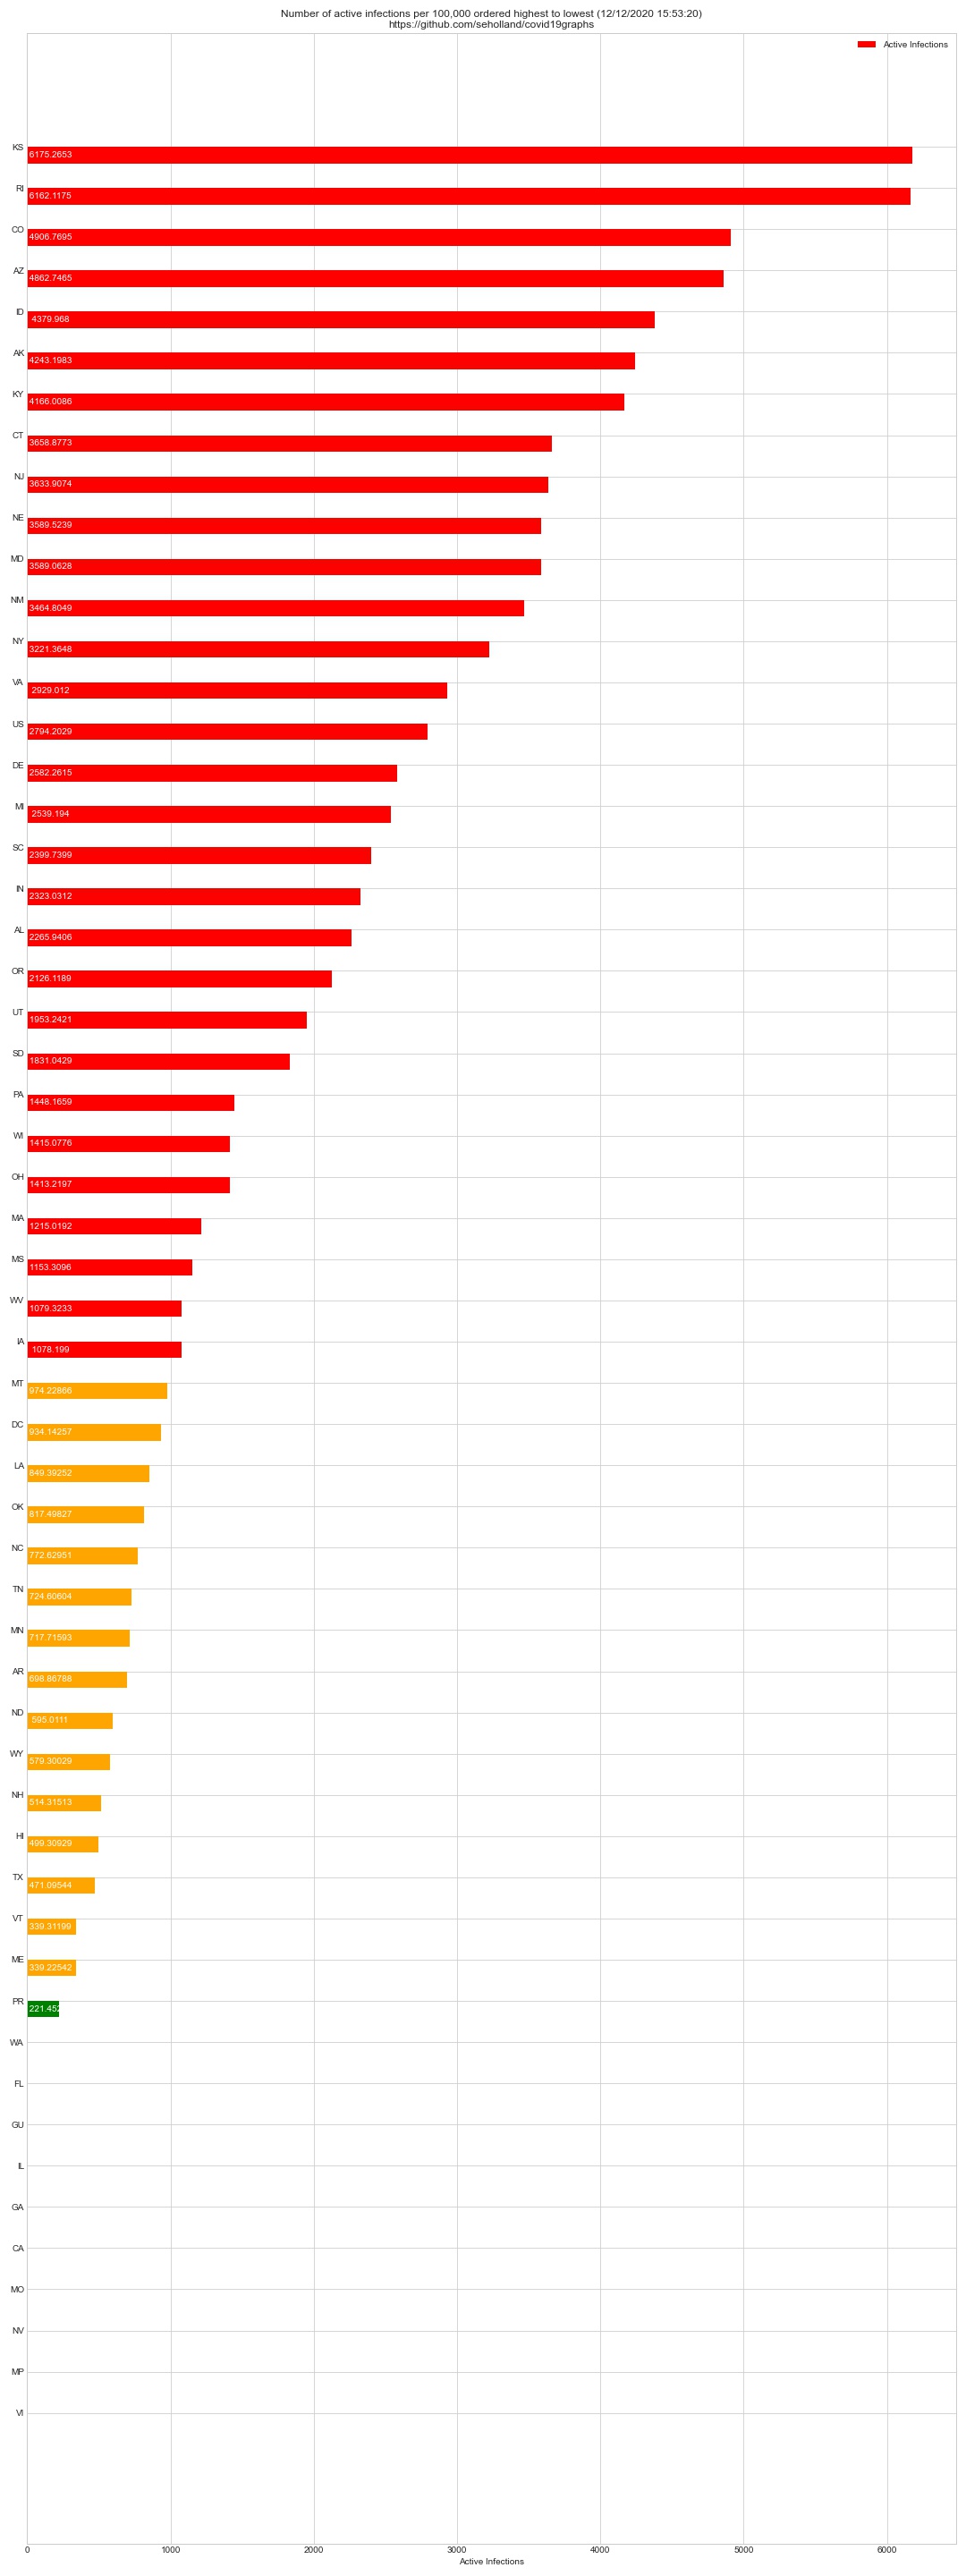 Number of active infections per 100,000 ordered highest to lowest (12/12/2020 15:53:20)
https://github.com/seholland/covid19graphs
Active Infections
KS 6175.2653
RI 6162.1175
CO 4906.7695
AZ 4862.7465
ID 4379.968
AK 4243.1983
KY 4166.0086
CT 3658.8773
NJ 3633.9074
NE 3589.5239
MD 3589.0628
NM 3464.8049
NY 3221.3648
VA 2929.012
US 2794.2029
DE 2582.2615
MI 2539.194
SC 2399.7399
IN 2323.0312
AL 2265.9406
OR 2126.1189
UT 1953.2421
SD 1831.0429
PA 1448.1659
WI 1415.0776
OH 1413.2197
MA 1215.0192
MS 1153.3096
WV 1079.3233
IA 1078.199
MT 974.22866
DC 934.14257
LA 849.39252
OK 817.49827
NC 772.62951
TN 724.60604
MN 717.71593
AR 698.86788
ND 595.0111
WY 579.30029
NH 514.31513
HI 499.30929
TX 471.09544
VT 339.31199
ME 339.22542
PR 221.452
WA
FL
GU
IL
GA
CA
MO
NV
MP
VI
0 1000 2000 3000 4000 5000 6000
Active Infections